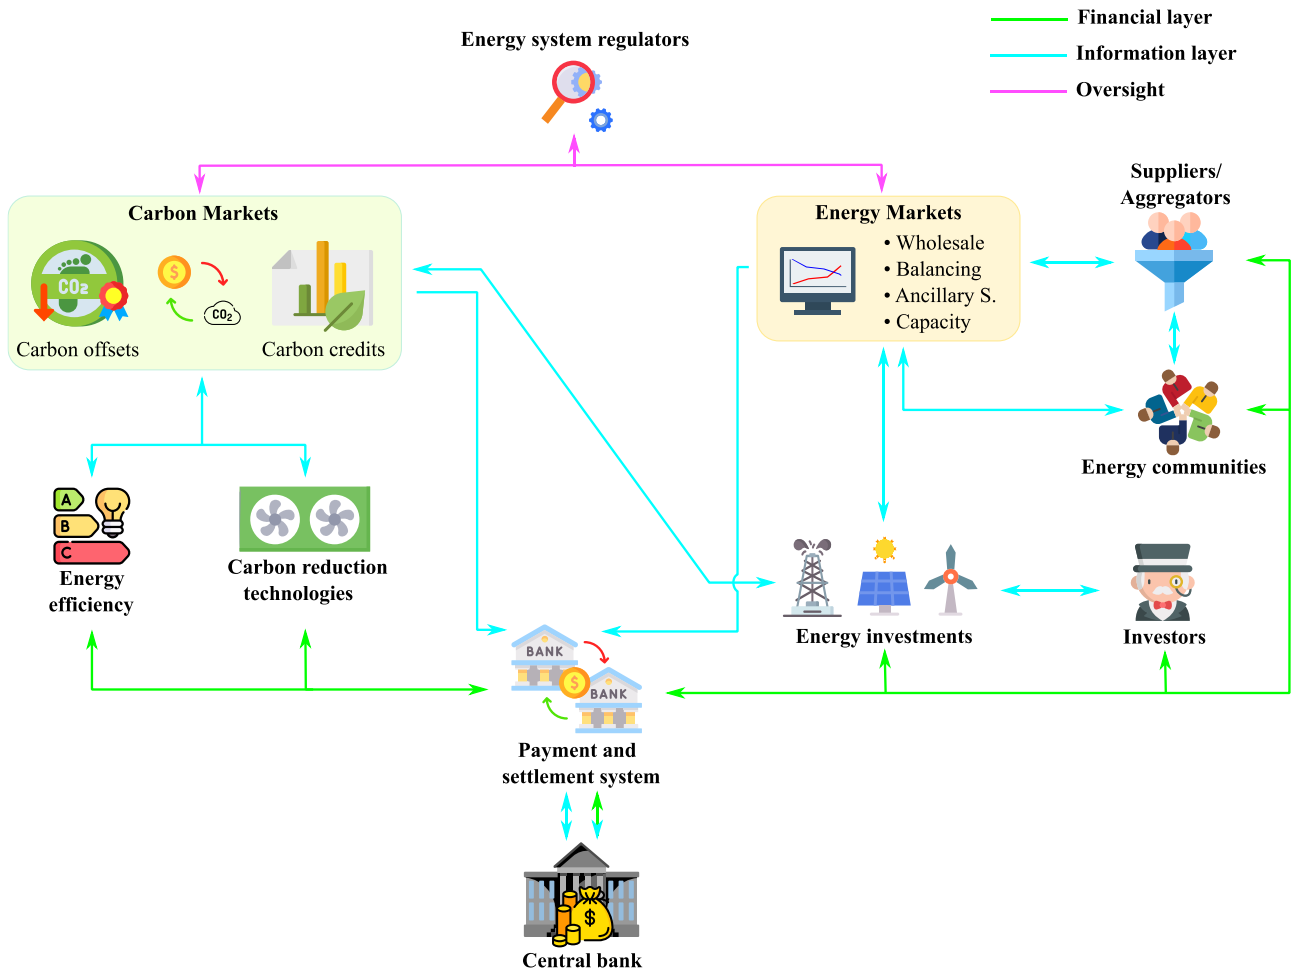 Financial layer
Information layer
Oversight
Energy system regulators
Carbon Markets
CO2
$
CO2
Carbon offsets
Carbon credits
Energy Markets
• Wholesale
• Balancing
• Ancillary S.
• Capacity
Suppliers/
Aggregators
Energy communities
A
B
C
Energy
efficiency
Carbon reduction
technologies
Energy investments
Investors
BANK
$
BANK
Payment and
settlement system
$
Central bank